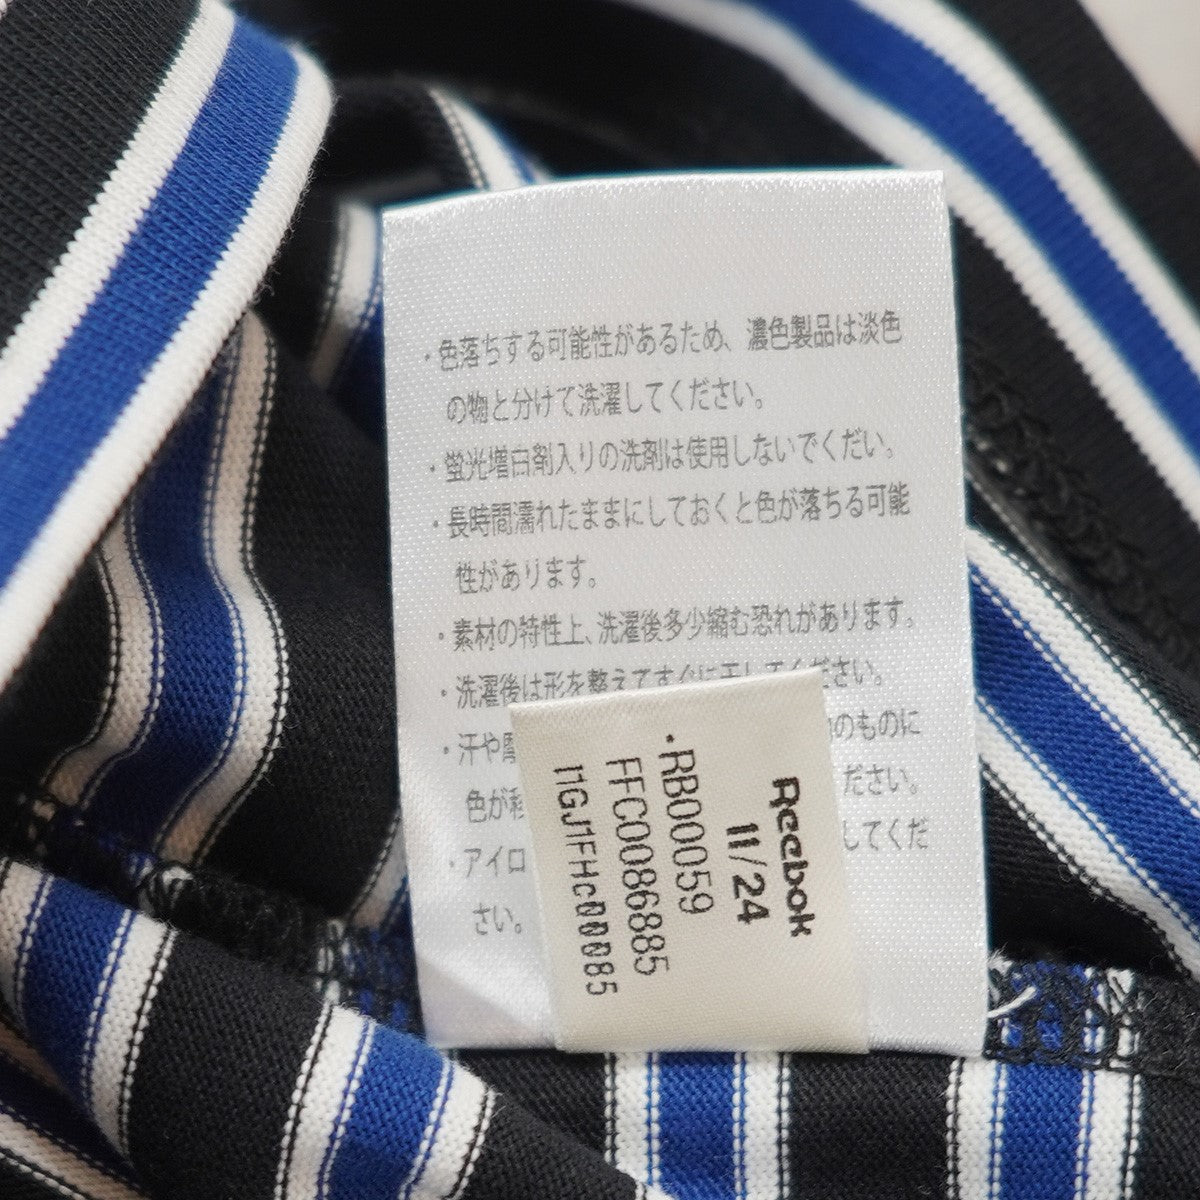 ・色落ちする可能性があるため、濃色製品は淡色
の物と分けて洗濯してください。
・蛍光増白剤入りの洗剤は使用しないでくだい。
・長時間濡れたままにしておくと色が落ちる可能
性があります。
・素材の特性上、洗濯後多少縮む恐れがあります。
・洗濯後は形を整えてすぐに干してください。
・汗や
のものに
色が移
ださい。
・アイロ
してくだ
さい。
Reebok
11/24
・RB00059
FFC0086885
11GJ1FHC00085